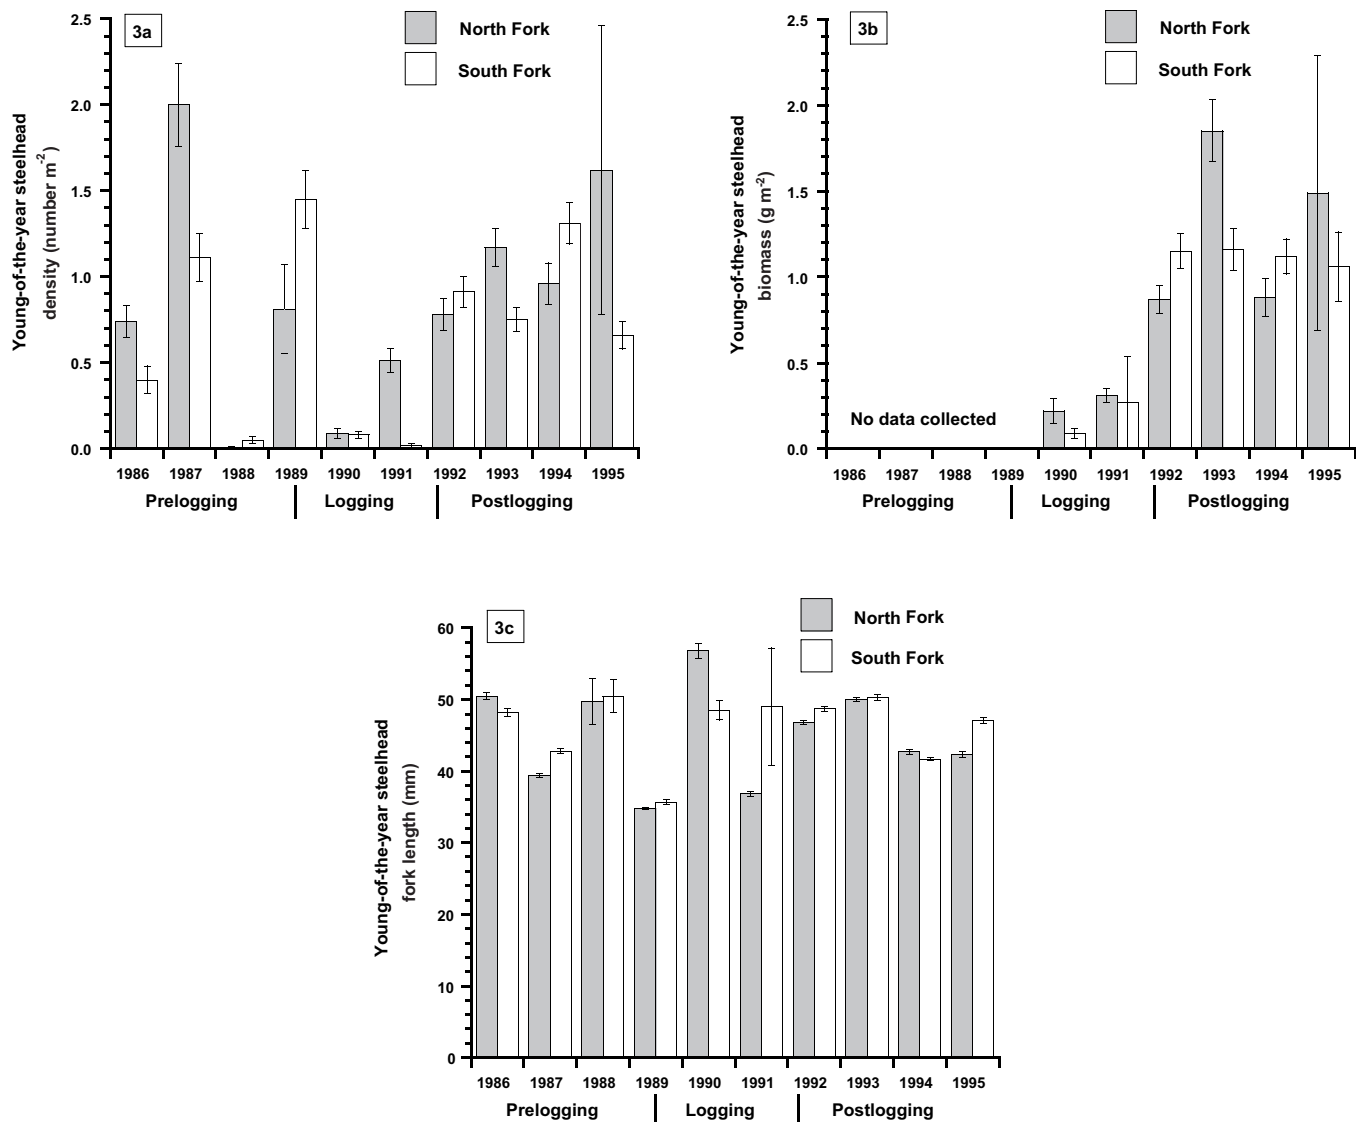 3a
North Fork
South Fork
Young-of-the-year steelhead
density (number m-2)
2.5
2.0
1.5
1.0
0.5
0.0
1986 1987 1988 1989 1990 1991 1992 1993 1994 1995
Prelogging Logging Postlogging
3b
North Fork
South Fork
Young-of-the-year steelhead
biomass (g m-2)
2.5
2.0
1.5
1.0
0.5
0.0
No data collected
1986 1987 1988 1989 1990 1991 1992 1993 1994 1995
Prelogging Logging Postlogging
3c
North Fork
South Fork
Young-of-the-year steelhead
fork length (mm)
60
50
40
30
20
10
0
1986 1987 1988 1989 1990 1991 1992 1993 1994 1995
Prelogging Logging Postlogging